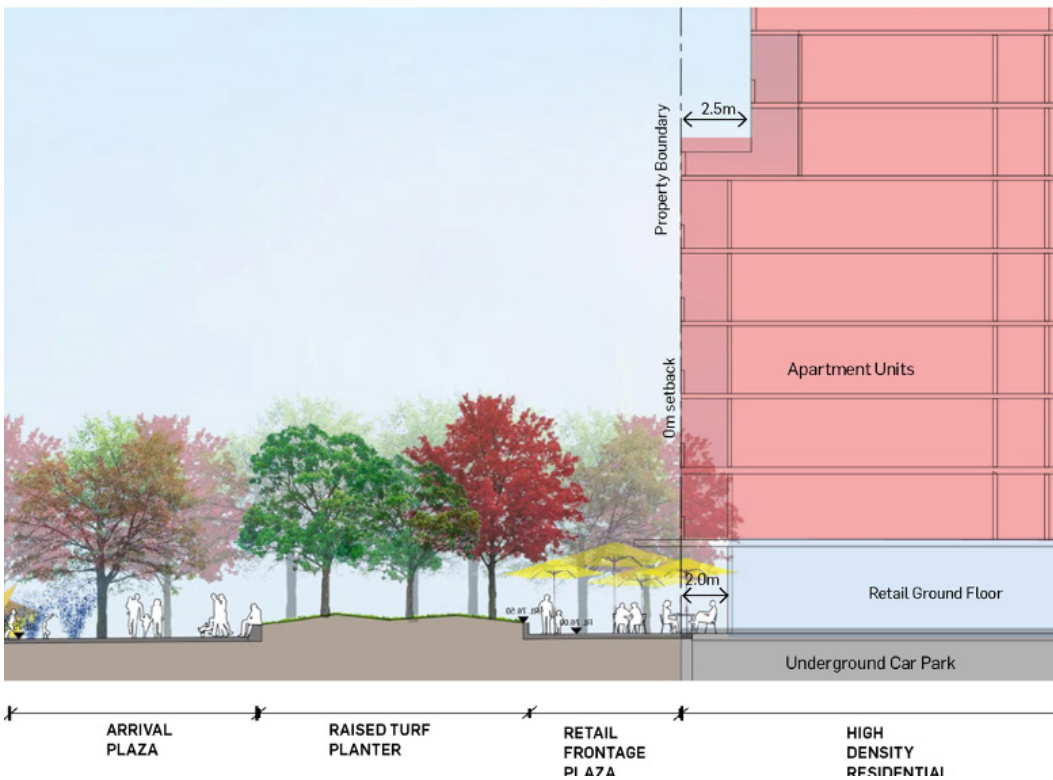 2.5m
Property Boundary
0m setback
Apartment Units
2.0m
Retail Ground Floor
Underground Car Park
ARRIVAL
PLAZA
RAISED TURF
PLANTER
RETAIL
FRONTAGE
PLAZA
HIGH
DENSITY
RESIDENTIAL